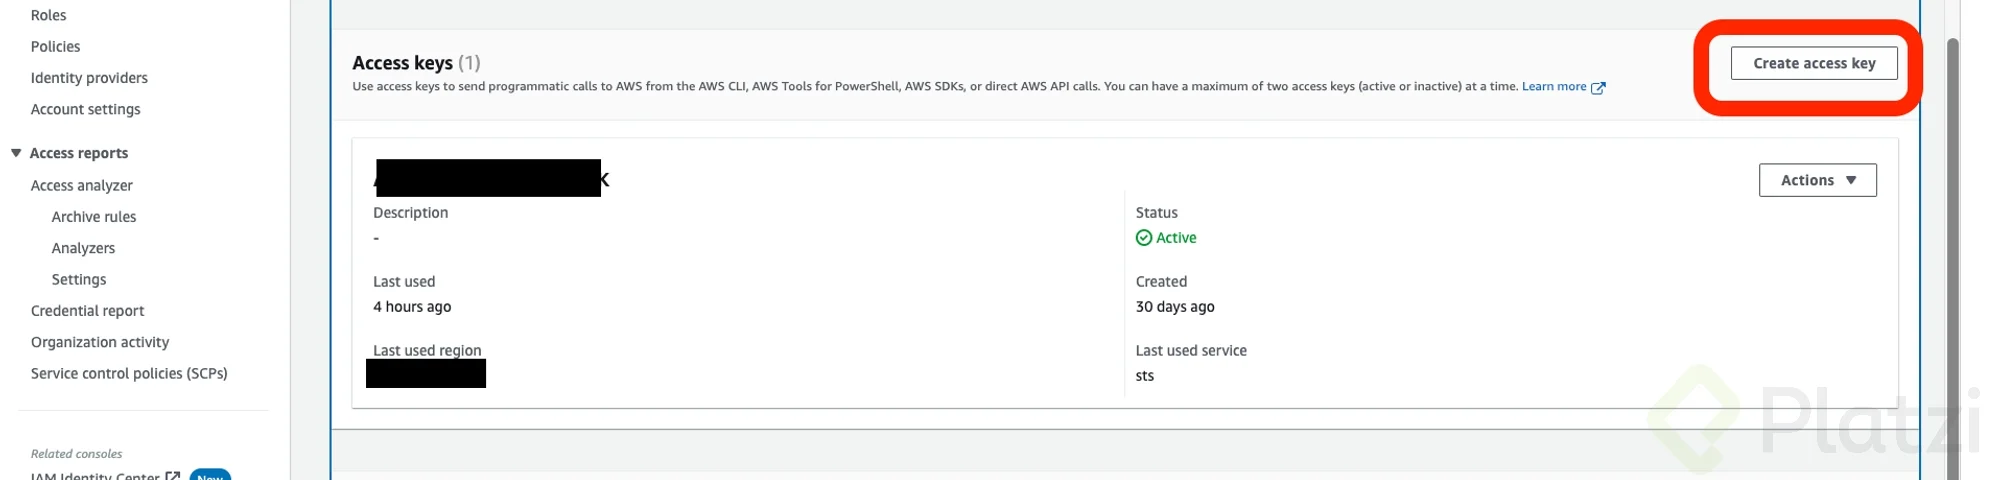 Roles
Policies
Identity providers
Account settings
Access reports
Access analyzer
Archive rules
Analyzers
Settings
Credential report
Organization activity
Service control policies (SCPs)
Related consoles
IAM Identity Center New
Access keys (1)
Create access key
Use access keys to send programmatic calls to AWS from the AWS CLI, AWS Tools for PowerShell, AWS SDKs, or direct AWS API calls. You can have a maximum of two access keys (active or inactive) at a time. Learn more
Actions
Description
-
Status
Active
Last used
4 hours ago
Created
30 days ago
Last used region
Last used service
sts
Platzi